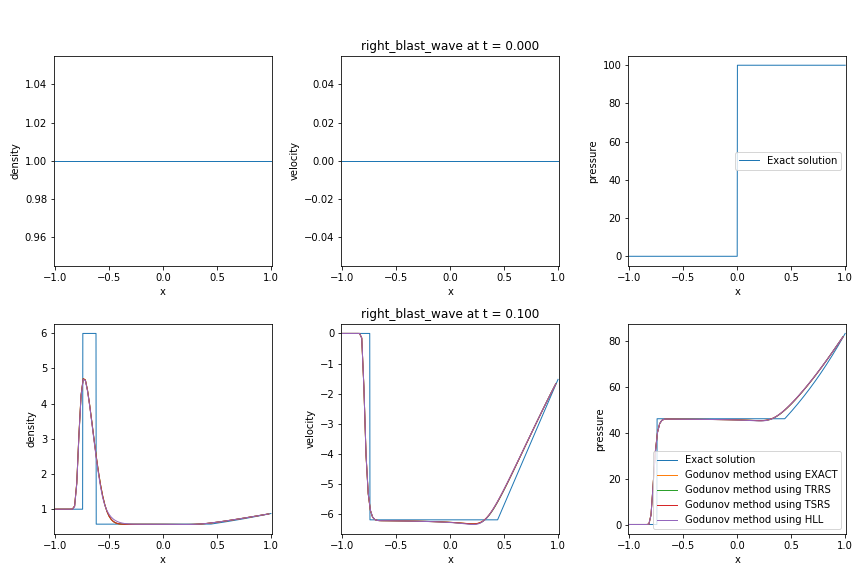 right_blast_wave at t = 0.000
density
1.04
1.02
1.00
0.98
0.96
−1.0 −0.5 0.0 0.5 1.0
x
velocity
0.04
0.02
0.00
−0.02
−0.04
−1.0 −0.5 0.0 0.5 1.0
x
pressure
100
80
60
40
20
0
Exact solution
−1.0 −0.5 0.0 0.5 1.0
x
right_blast_wave at t = 0.100
density
6
5
4
3
2
1
−1.0 −0.5 0.0 0.5 1.0
x
velocity
0
−1
−2
−3
−4
−5
−6
−1.0 −0.5 0.0 0.5 1.0
x
pressure
80
60
40
20
0
Exact solution
Godunov method using EXACT
Godunov method using TRRS
Godunov method using TSRS
Godunov method using HLL
−1.0 −0.5 0.0 0.5 1.0
x